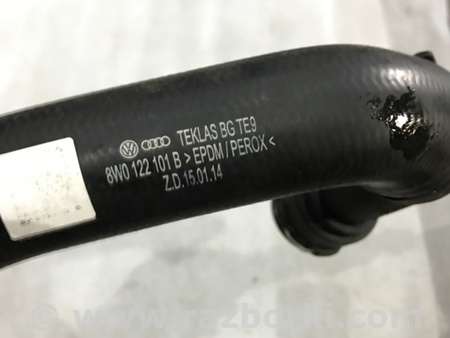 TEKLAS BG TE9
8W0 122 101 B > EPDM / PEROX <
Z.D.15.01.14
www.razborki.com